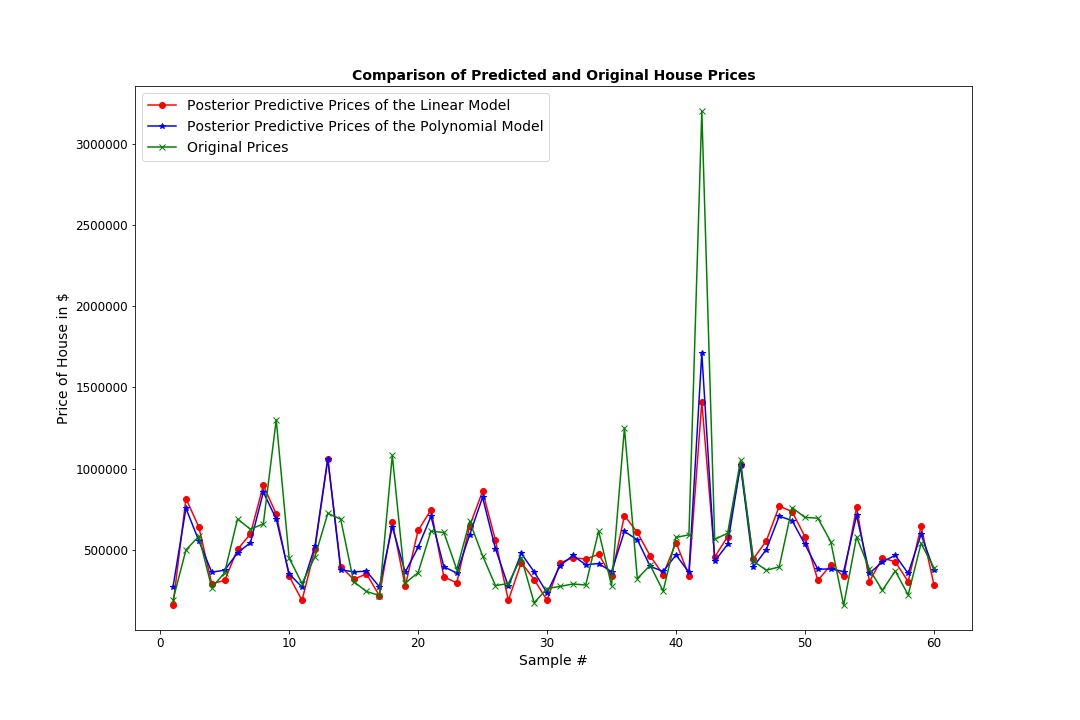 Comparison of Predicted and Original House Prices
Posterior Predictive Prices of the Linear Model
Posterior Predictive Prices of the Polynomial Model
Original Prices
Price of House in $
3000000
2500000
2000000
1500000
1000000
500000
0 10 20 30 40 50 60
Sample #